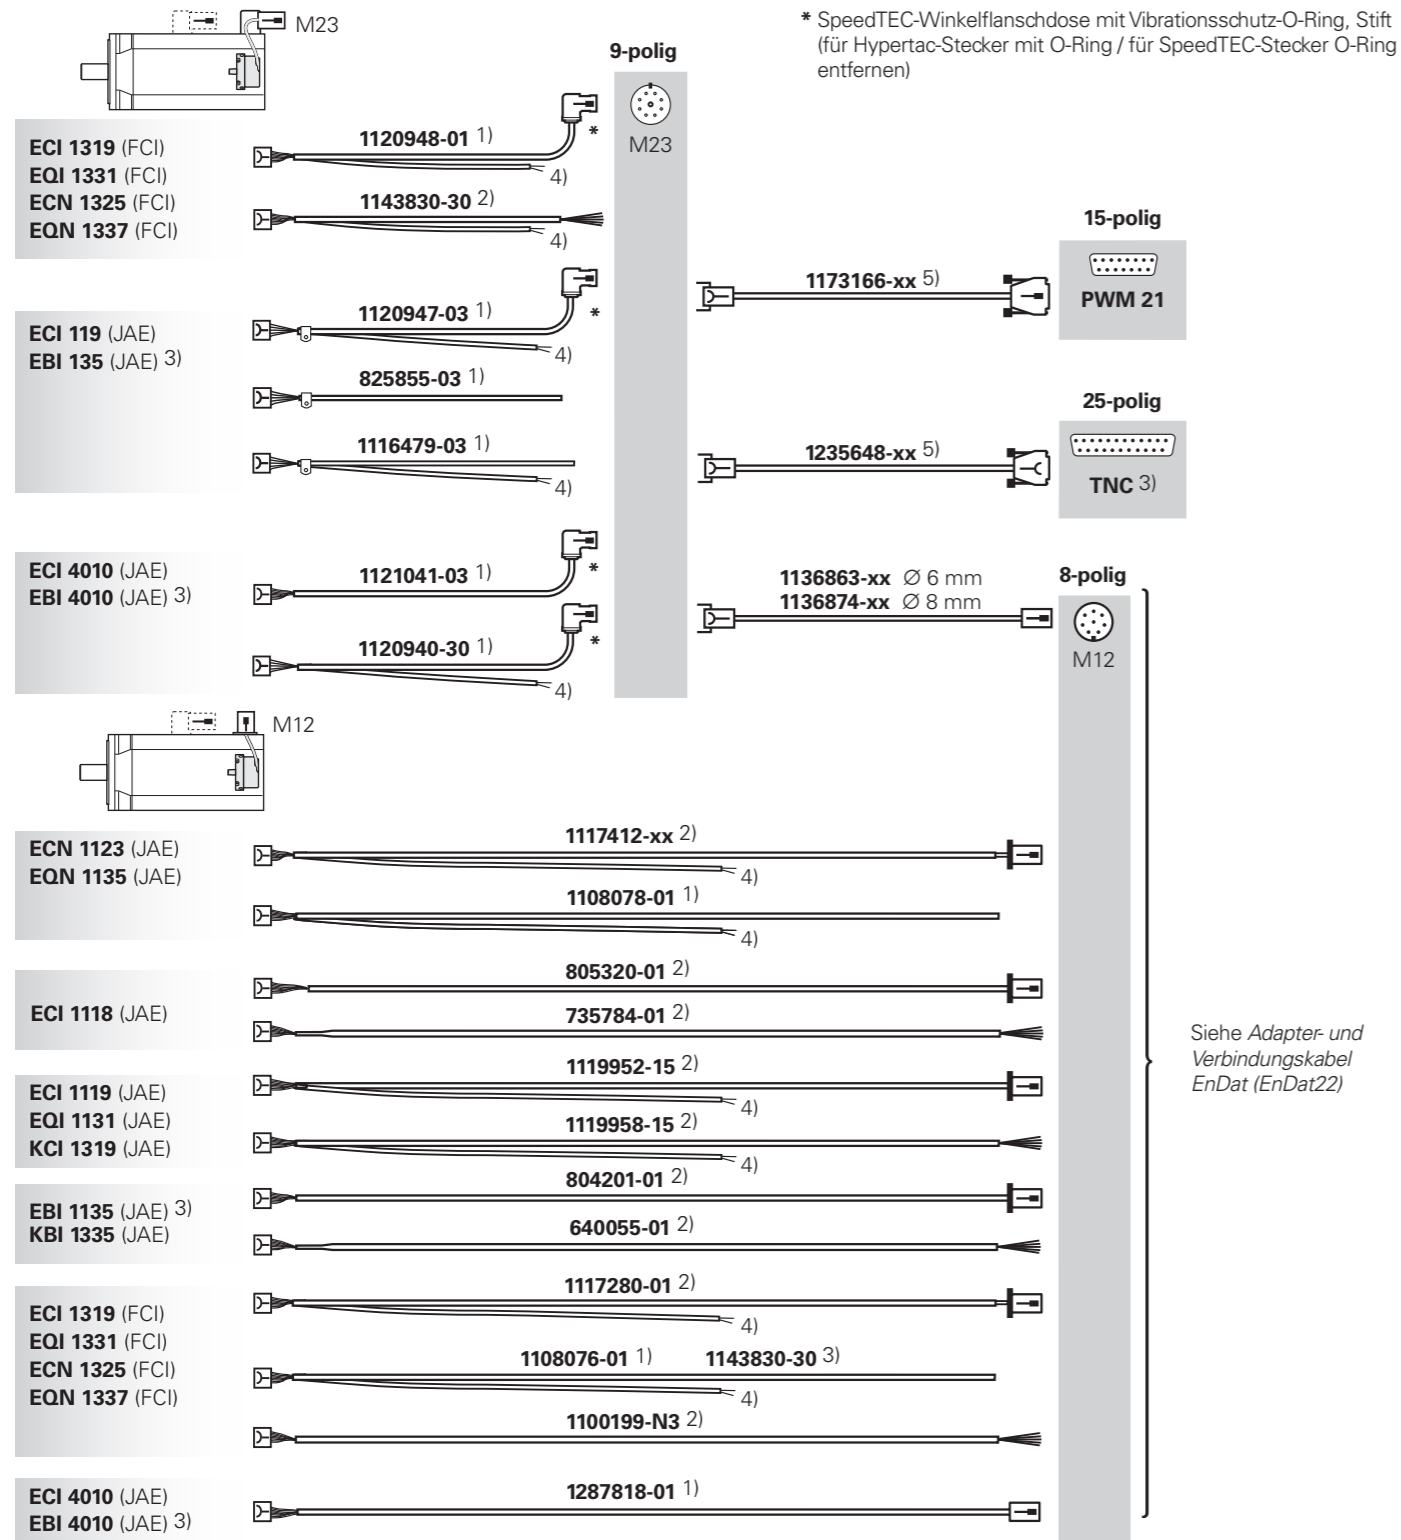 M23
* SpeedTEC-Winkelflanschdose mit Vibrationsschutz-O-Ring, Stift
(für Hypertac-Stecker mit O-Ring / für SpeedTEC-Stecker O-Ring
entfernen)
9-polig
M23
ECI 1319 (FCI)
EQI 1331 (FCI)
ECN 1325 (FCI)
EQN 1337 (FCI)
1120948-01 1)
*
4)
1143830-30 2)
4)
15-polig
PWM 21
1173166-xx 5)
ECI 119 (JAE)
EBI 135 (JAE) 3)
1120947-03 1)
*
4)
825855-03 1)
1116479-03 1)
4)
25-polig
TNC 3)
1235648-xx 5)
ECI 4010 (JAE)
EBI 4010 (JAE) 3)
1121041-03 1)
*
1120940-30 1)
*
4)
1136863-xx Ø 6 mm
1136874-xx Ø 8 mm
8-polig
M12
M12
ECN 1123 (JAE)
EQN 1135 (JAE)
1117412-xx 2)
4)
1108078-01 1)
4)
ECI 1118 (JAE)
805320-01 2)
735784-01 2)
ECI 1119 (JAE)
EQI 1131 (JAE)
KCI 1319 (JAE)
1119952-15 2)
4)
1119958-15 2)
4)
Siehe Adapter- und
Verbindungskabel
EnDat (EnDat22)
EBI 1135 (JAE) 3)
KBI 1335 (JAE)
804201-01 2)
640055-01 2)
ECI 1319 (FCI)
EQI 1331 (FCI)
ECN 1325 (FCI)
EQN 1337 (FCI)
1117280-01 2)
4)
1108076-01 1) 1143830-30 3)
4)
1100199-N3 2)
ECI 4010 (JAE)
EBI 4010 (JAE) 3)
1287818-01 1)